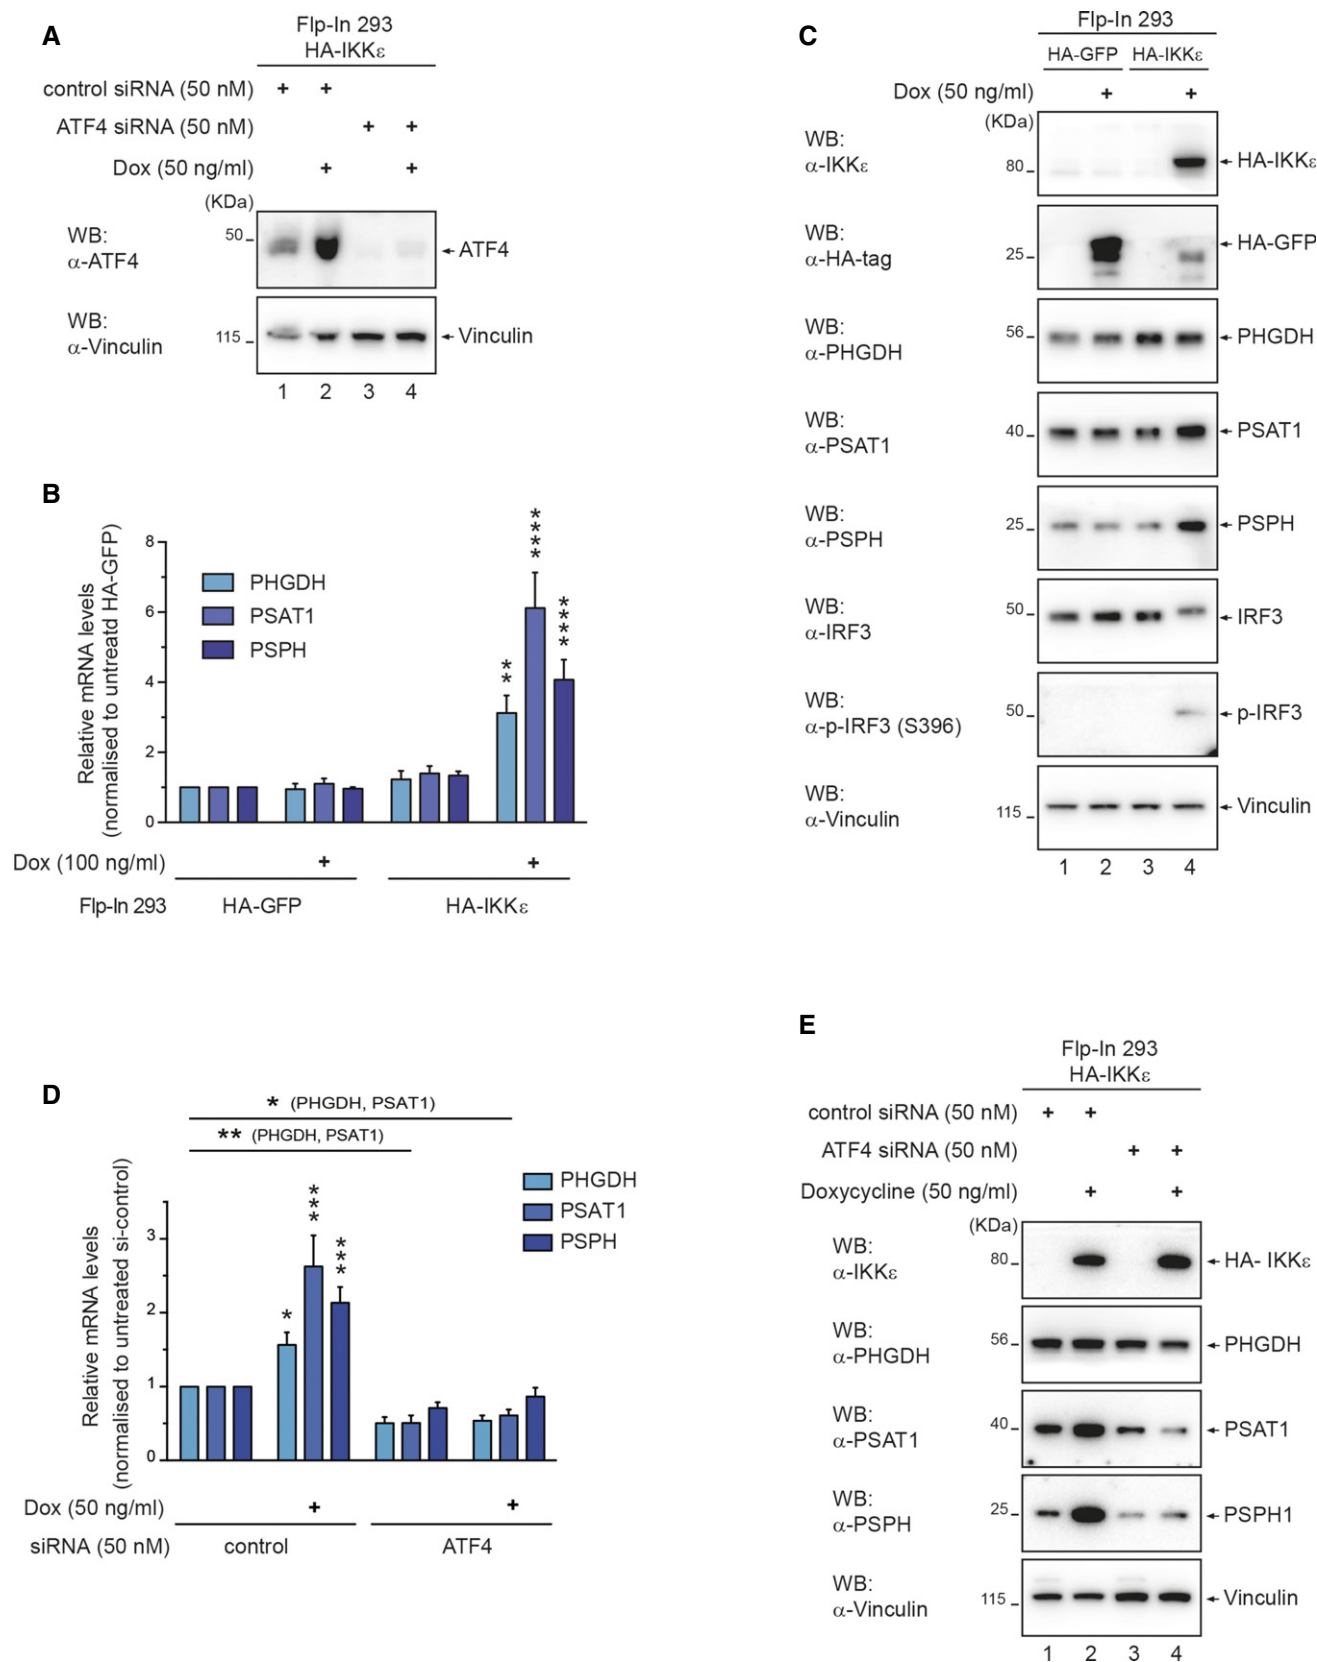 A
Flp-In 293
HA-IKKε
control siRNA (50 nM) + +
ATF4 siRNA (50 nM) + +
Dox (50 ng/ml) + +
(KDa)
WB:
α-ATF4
50
ATF4
WB:
α-Vinculin
115
Vinculin
1 2 3 4
B
Relative mRNA levels
(normalised to untreatd HA-GFP)
8
6
4
2
0
PHGDH
PSAT1
PSPH
**
****
****
Dox (100 ng/ml) + +
Flp-In 293 HA-GFP HA-IKKε
C
Flp-In 293
HA-GFP HA-IKKε
Dox (50 ng/ml) + +
(KDa)
WB:
α-IKKε
80
HA-IKKε
WB:
α-HA-tag
25
HA-GFP
WB:
α-PHGDH
56
PHGDH
WB:
α-PSAT1
40
PSAT1
WB:
α-PSPH
25
PSPH
WB:
α-IRF3
50
IRF3
WB:
α-p-IRF3 (S396)
50
p-IRF3
WB:
α-Vinculin
115
Vinculin
1 2 3 4
D
* (PHGDH, PSAT1)
** (PHGDH, PSAT1)
Relative mRNA levels
(normalised to untreated si-control)
3
2
1
0
PHGDH
PSAT1
PSPH
*
***
***
Dox (50 ng/ml) + +
siRNA (50 nM) control ATF4
E
Flp-In 293
HA-IKKε
control siRNA (50 nM) + +
ATF4 siRNA (50 nM) + +
Doxycycline (50 ng/ml) + +
(KDa)
WB:
α-IKKε
80
HA- IKKε
WB:
α-PHGDH
56
PHGDH
WB:
α-PSAT1
40
PSAT1
WB:
α-PSPH
25
PSPH1
WB:
α-Vinculin
115
Vinculin
1 2 3 4